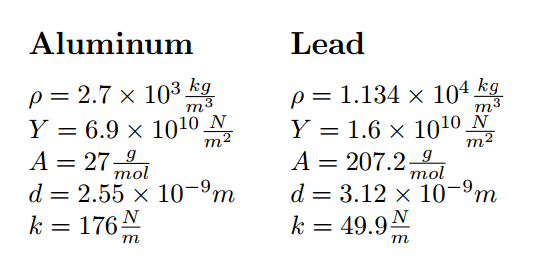 Aluminum
ρ = 2.7 × 10³ kg/m³
Y = 6.9 × 10¹⁰ N/m²
A = 27 g/mol
d = 2.55 × 10⁻⁹m
k = 176 N/m
Lead
ρ = 1.134 × 10⁴ kg/m³
Y = 1.6 × 10¹⁰ N/m²
A = 207.2 g/mol
d = 3.12 × 10⁻⁹m
k = 49.9 N/m